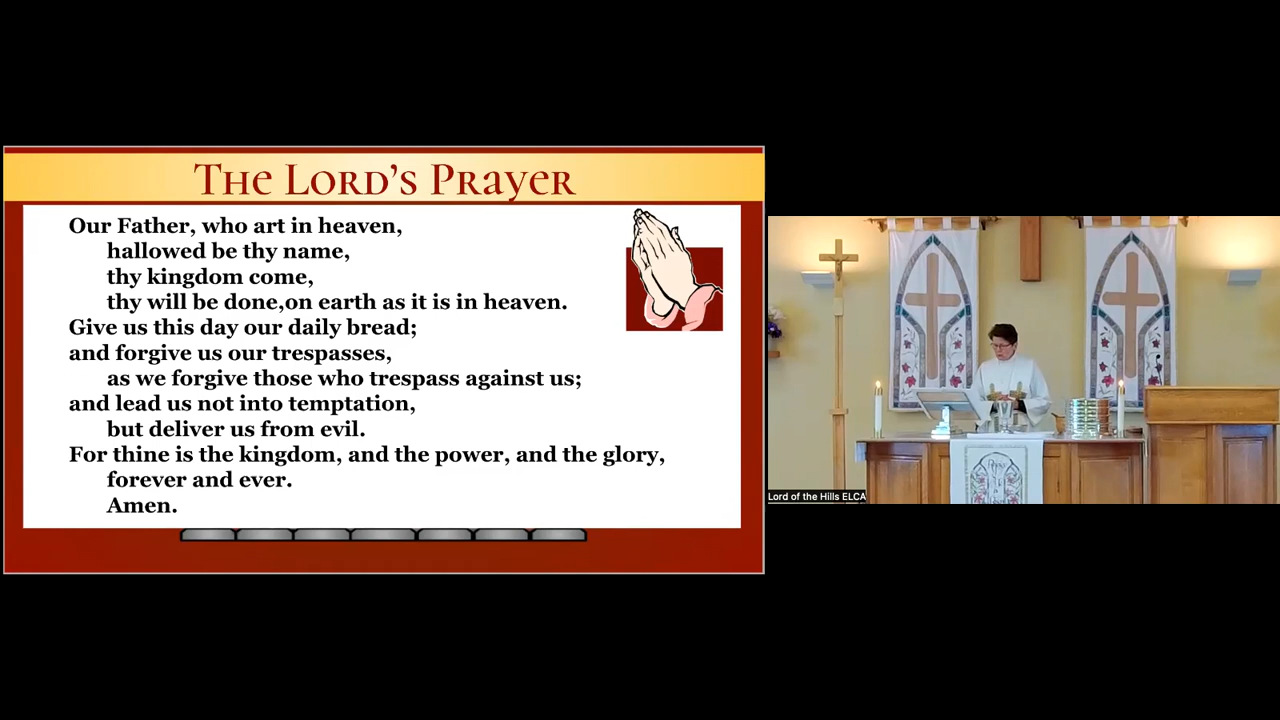 The Lord's Prayer
Our Father, who art in heaven,
hallowed be thy name,
thy kingdom come,
thy will be done,on earth as it is in heaven.
Give us this day our daily bread;
and forgive us our trespasses,
as we forgive those who trespass against us;
and lead us not into temptation,
but deliver us from evil.
For thine is the kingdom, and the power, and the glory,
forever and ever.
Amen.
Lord of the Hills ELCA